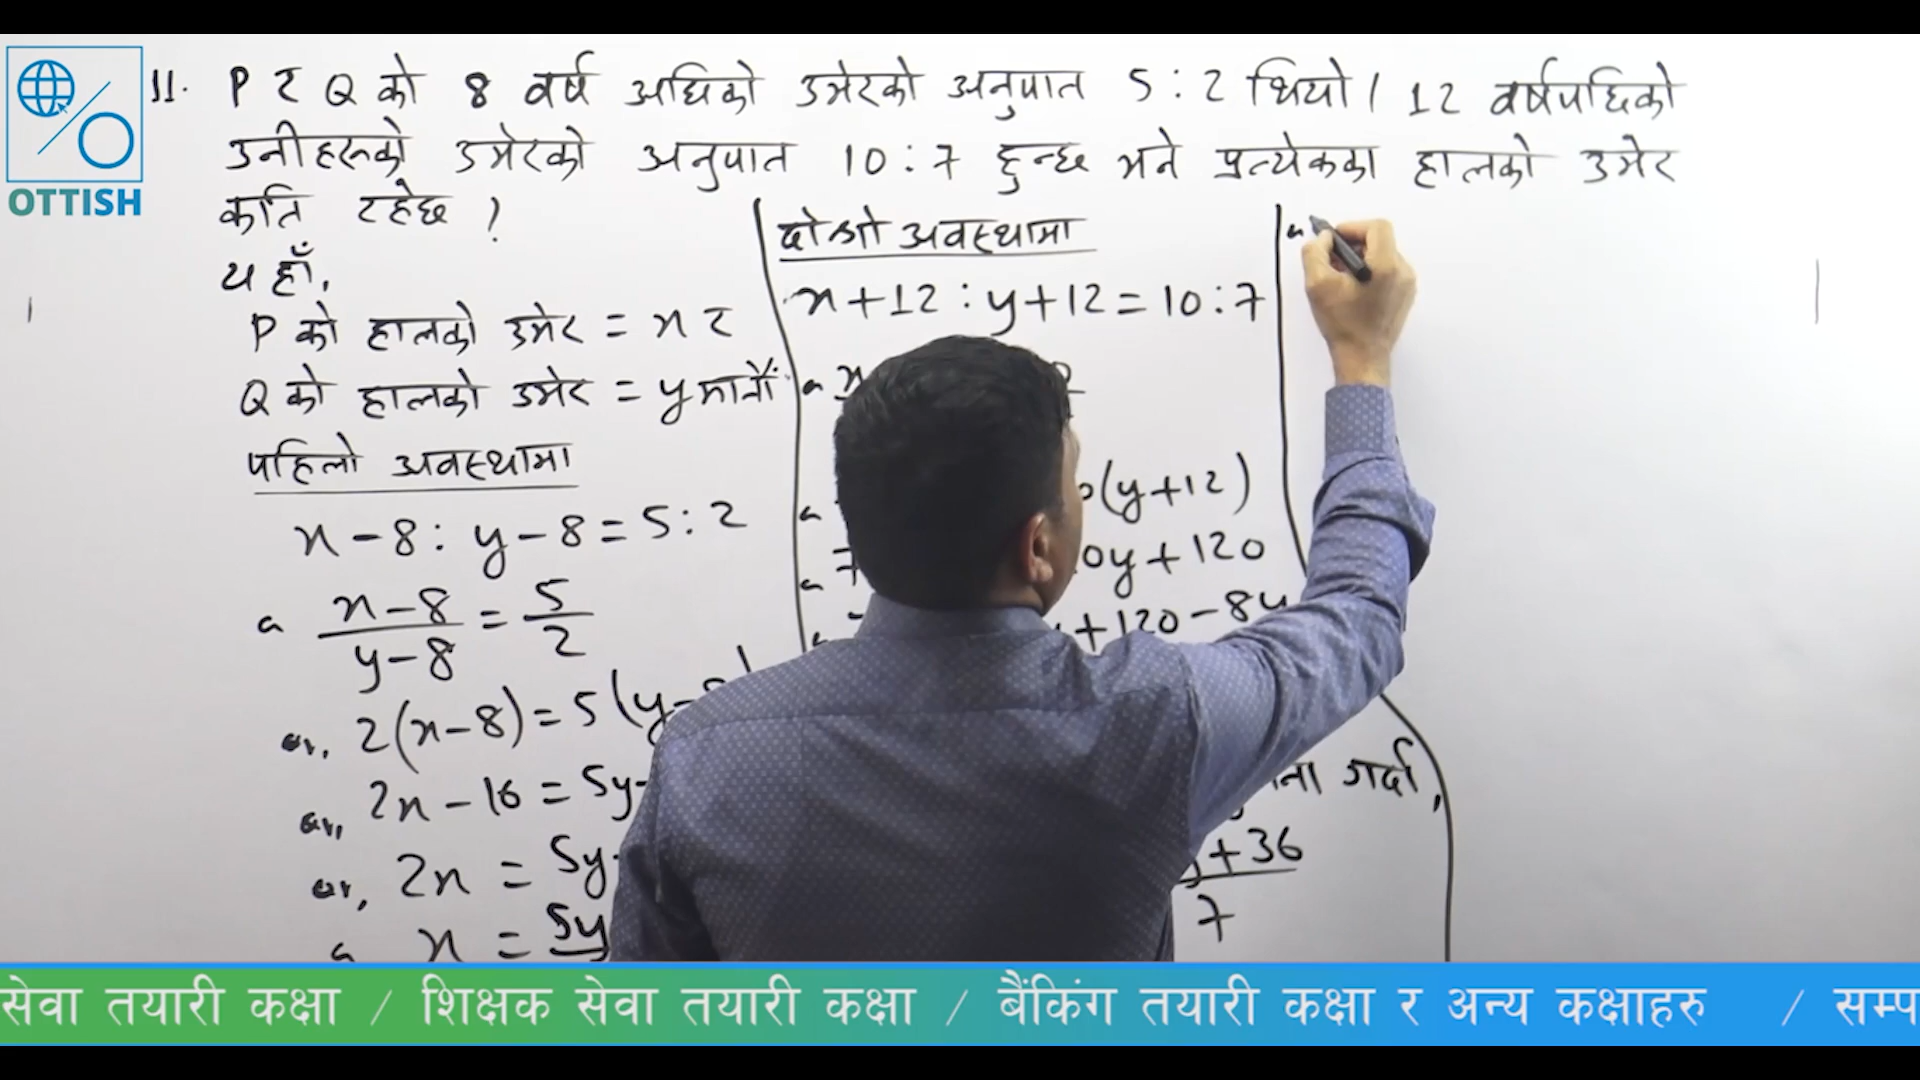 OTTISH
11. P र Q को 8 वर्ष अघिको उमेरको अनुपात 5 : 2 थियो। 12 वर्षपछिको
उनीहरूको उमेरको अनुपात 10 : 7 हुन्छ भने प्रत्येकका हालको उमेर
कति रहेछ ?
यहाँ,
P को हालको उमेर = x र
Q को हालको उमेर = y मानौं
पहिलो अवस्थामा
x - 8 : y - 8 = 5 : 2
a x-8/y-8 = 5/2
or, 2(x-8) = 5(y-8
or, 2x - 16 = 5y-
or, 2x = 5y-
a x = 5y
दोश्रो अवस्थामा
x+12 : y+12 = 10 : 7
a x
(y+12)
0y + 120
+120 - 84
गर्दा,
y+36
7
सेवा तयारी कक्षा / शिक्षक सेवा तयारी कक्षा / बैंकिंग तयारी कक्षा र अन्य कक्षाहरु / सम्प